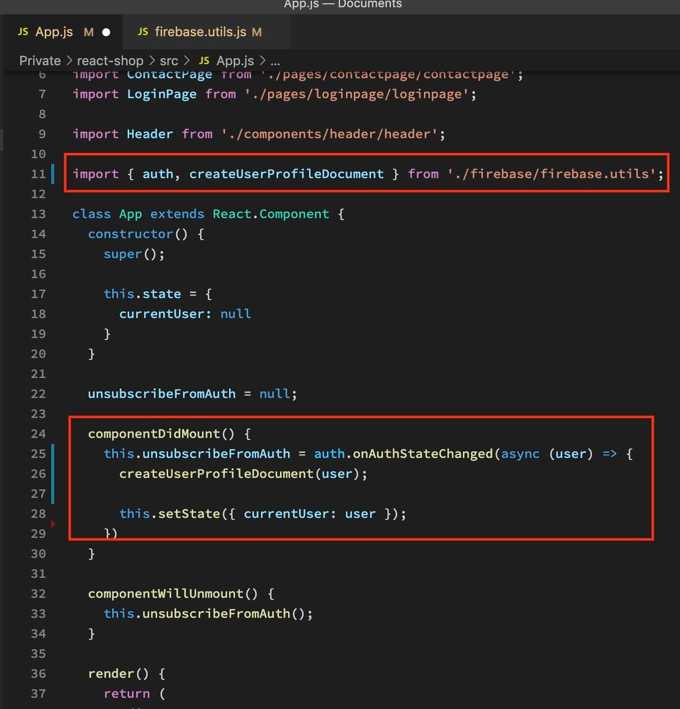 App.js — Documents
JS App.js M
JS firebase.utils.js M
Private > react-shop > src > JS App.js > ...
6 import ContactPage from './pages/contactpage/contactpage';
7 import LoginPage from './pages/loginpage/loginpage';
8
9 import Header from './components/header/header';
10
11 import { auth, createUserProfileDocument } from './firebase/firebase.utils';
12
13 class App extends React.Component {
14 constructor() {
15 super();
16
17 this.state = {
18 currentUser: null
19 }
20 }
21
22 unsubscribeFromAuth = null;
23
24 componentDidMount() {
25 this.unsubscribeFromAuth = auth.onAuthStateChanged(async (user) => {
26 createUserProfileDocument(user);
27
28 this.setState({ currentUser: user });
29 })
30 }
31
32 componentWillUnmount() {
33 this.unsubscribeFromAuth();
34 }
35
36 render() {
37 return (